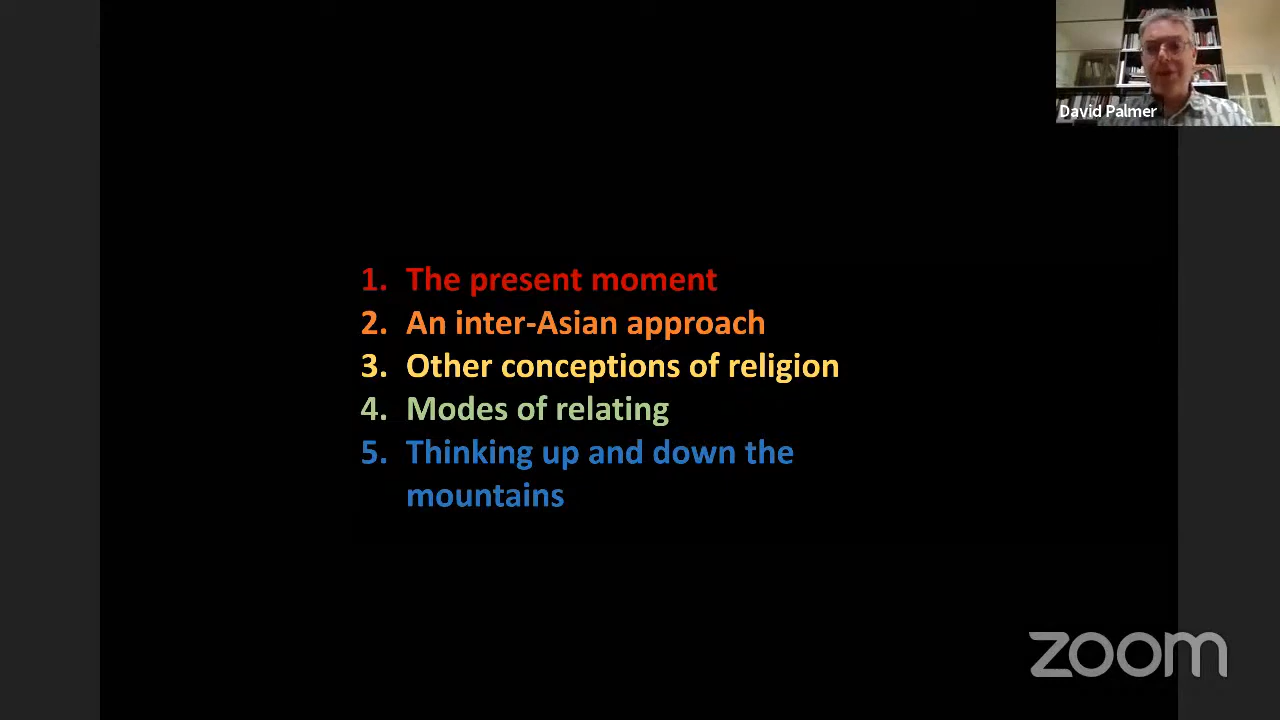 David Palmer
1. The present moment
2. An inter-Asian approach
3. Other conceptions of religion
4. Modes of relating
5. Thinking up and down the
mountains
zoom